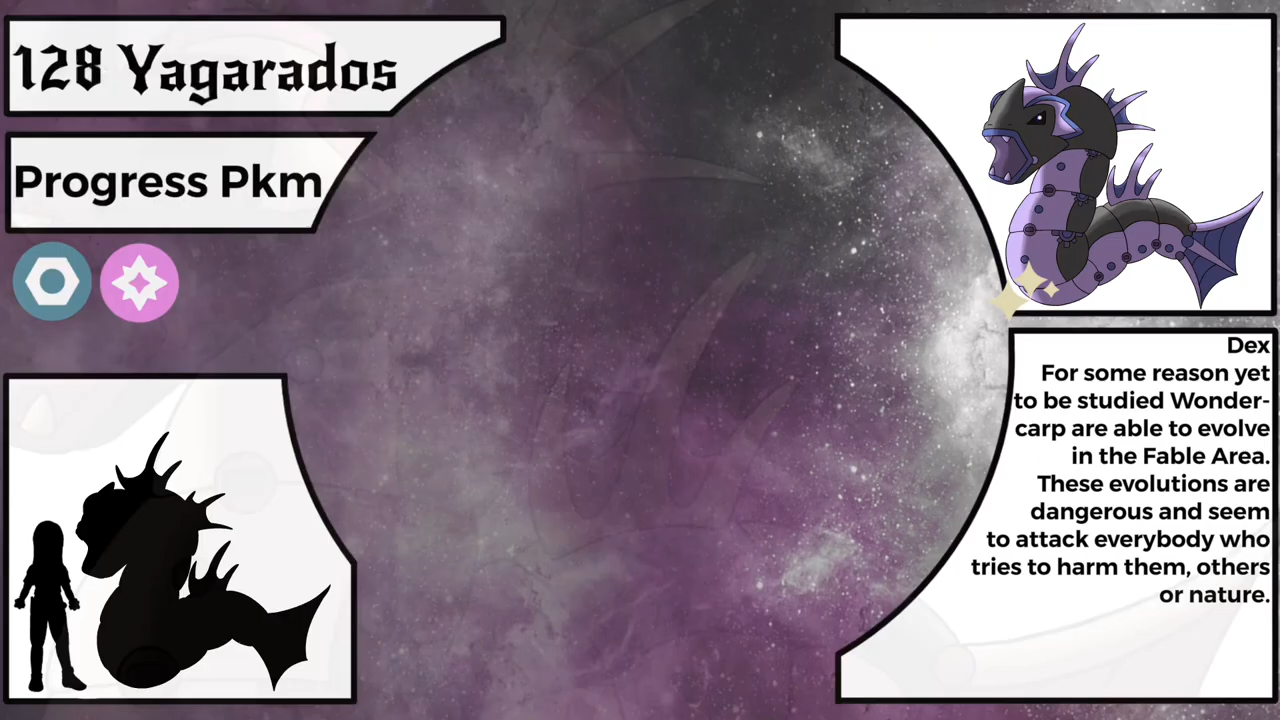 128 Yagarados
Progress Pkm
Dex
For some reason yet
to be studied Wonder-
carp are able to evolve
in the Fable Area.
These evolutions are
dangerous and seem
to attack everybody who
tries to harm them, others
or nature.